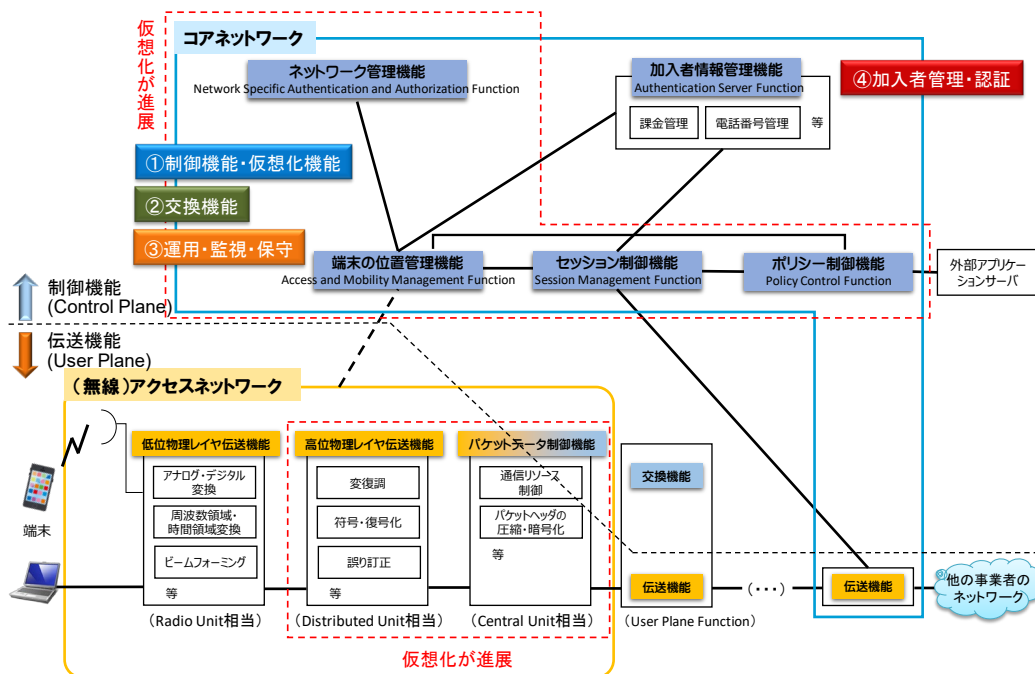 仮想化が進展
コアネットワーク
ネットワーク管理機能
Network Specific Authentication and Authorization Function
加入者情報管理機能
Authentication Server Function
課金管理
電話番号管理
等
④加入者管理・認証
①制御機能・仮想化機能
②交換機能
③運用・監視・保守
端末の位置管理機能
Access and Mobility Management Function
セッション制御機能
Session Management Function
ポリシー制御機能
Policy Control Function
外部アプリケー
ションサーバ
制御機能
(Control Plane)
伝送機能
(User Plane)
（無線）アクセスネットワーク
低位物理レイヤ伝送機能
高位物理レイヤ伝送機能
パケットデータ制御機能
アナログ・デジタル
変換
周波数領域・
時間領域変換
ビームフォーミング
等
変復調
符号・復号化
誤り訂正
等
通信リソース
制御
パケットヘッダの
圧縮・暗号化
等
交換機能
伝送機能
端末
（・・・）
伝送機能
他の事業者の
ネットワーク
（Radio Unit相当）
（Distributed Unit相当）
（Central Unit相当）
（User Plane Function）
仮想化が進展